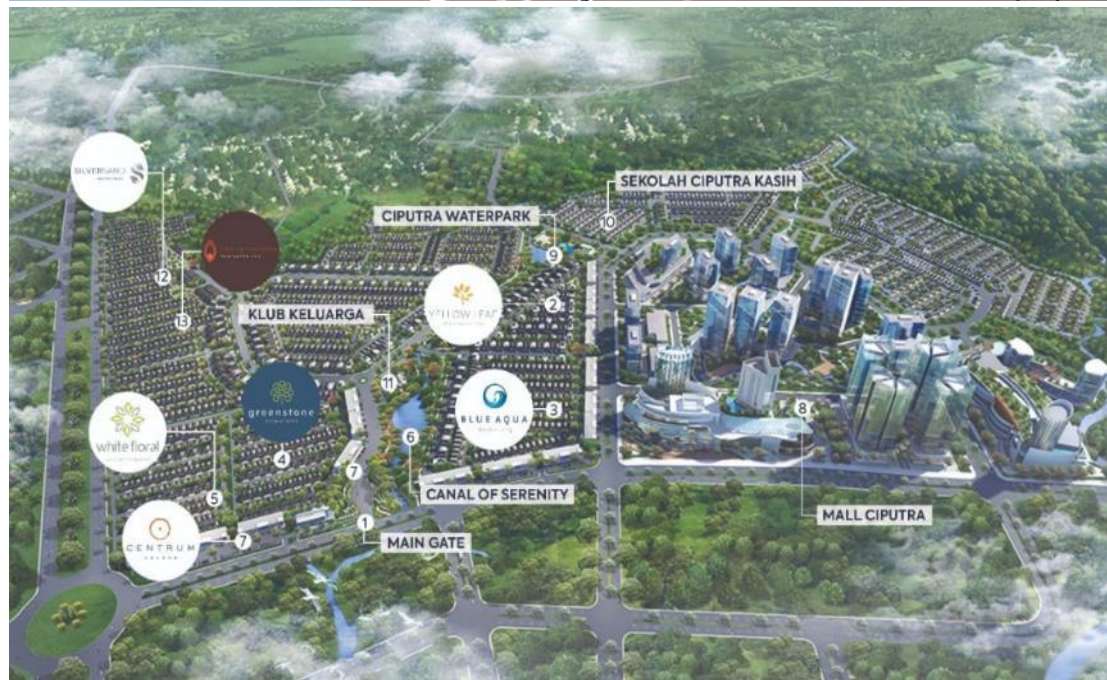 SEKOLAH CIPUTRA KASIH
10
CIPUTRA WATERPARK
9
SILVERSAND
12
13
KLUB KELUARGA
11
YELLOW LEAF
2
greenstone
4
BLUE AQUA
3
white floral
5
6
CANAL OF SERENITY
7
8
MALL CIPUTRA
CENTRUM
7
1
MAIN GATE